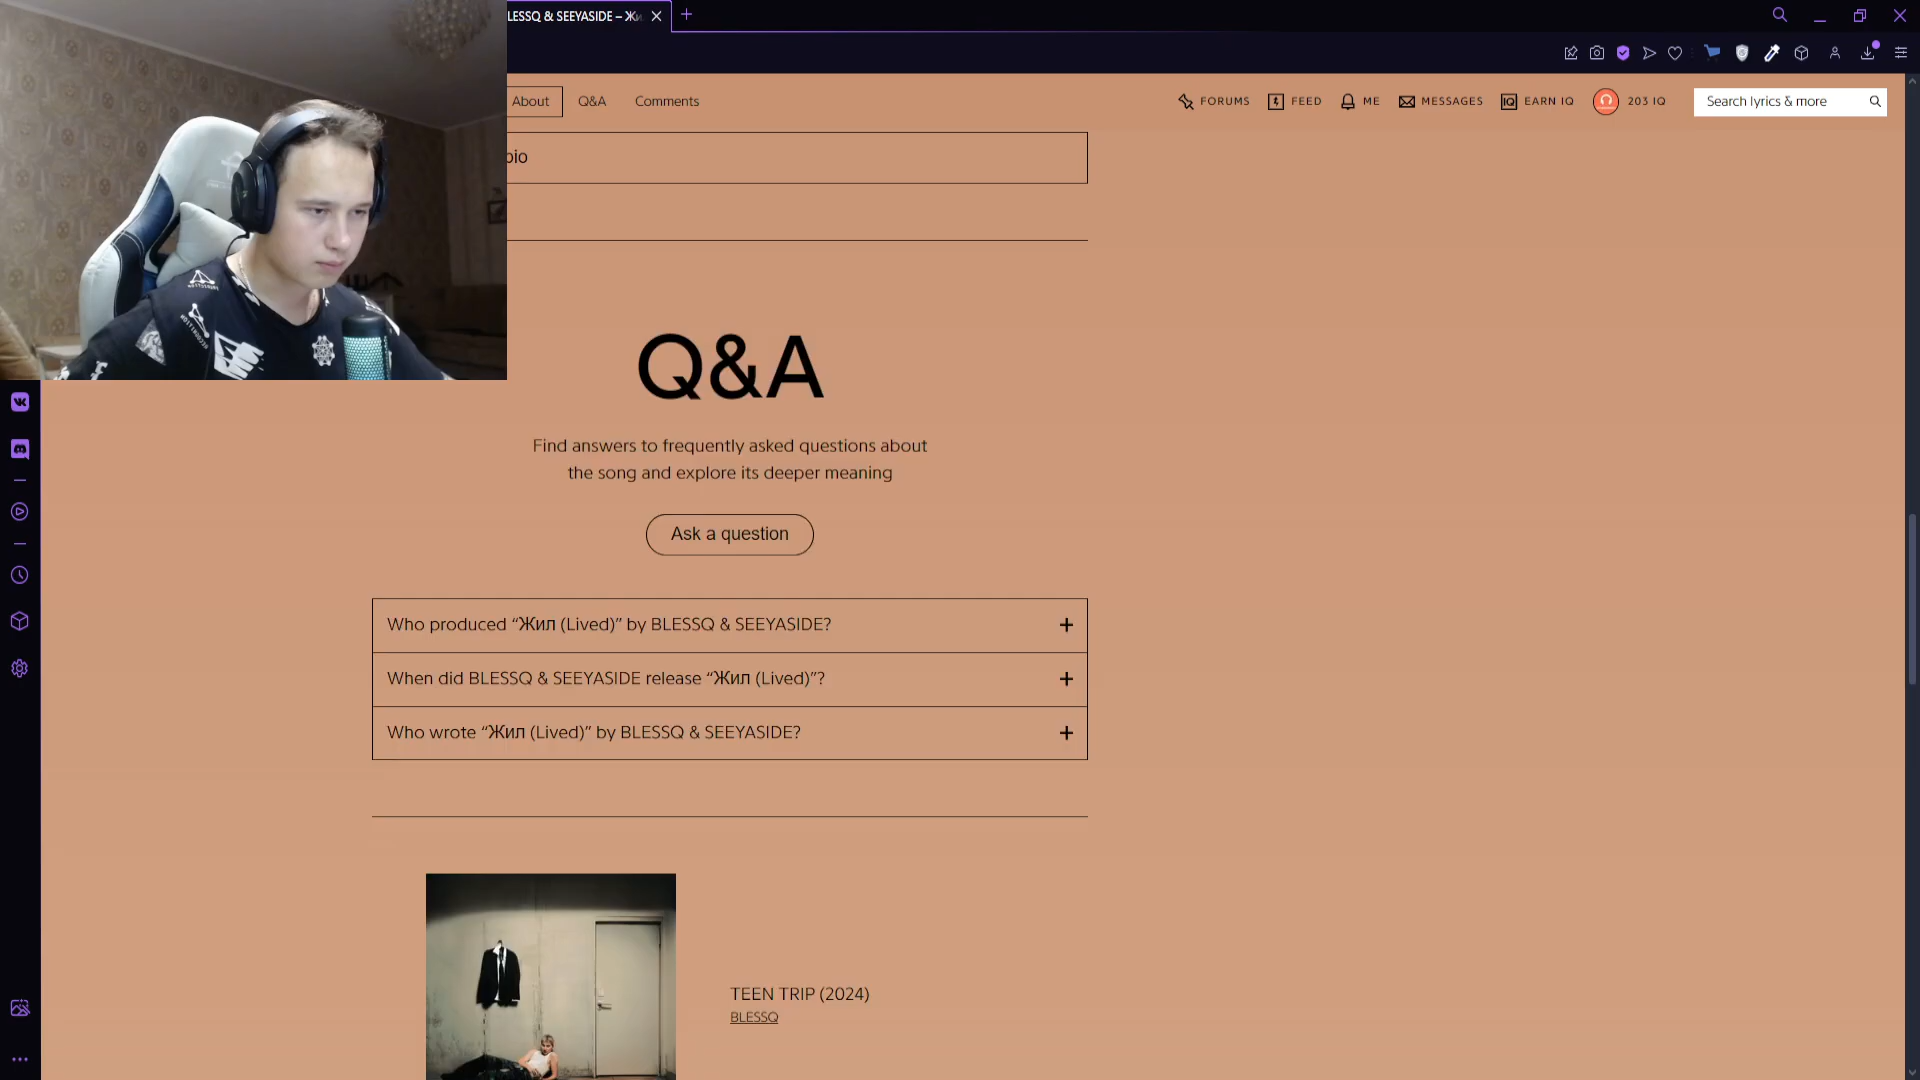 LESSQ & SEEYASIDE – Жи
About
Q&A
Comments
FORUMS
FEED
ME
MESSAGES
EARN IQ
203 IQ
Search lyrics & more
bio
Q&A
Find answers to frequently asked questions about
the song and explore its deeper meaning
Ask a question
Who produced “Жил (Lived)” by BLESSQ & SEEYASIDE?
When did BLESSQ & SEEYASIDE release “Жил (Lived)”?
Who wrote “Жил (Lived)” by BLESSQ & SEEYASIDE?
TEEN TRIP (2024)
BLESSQ